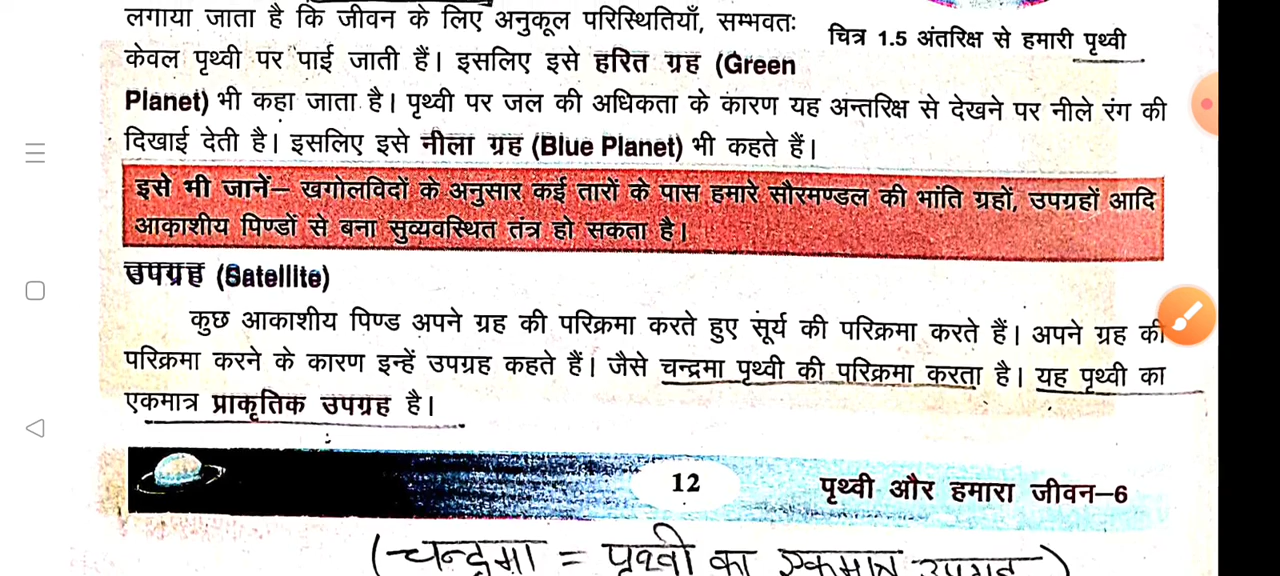 लगाया जाता है कि जीवन के लिए अनुकूल परिस्थितियाँ, सम्भवतः
चित्र 1.5 अंतरिक्ष से हमारी पृथ्वी
केवल पृथ्वी पर पाई जाती हैं। इसलिए इसे हरित ग्रह (Green
Planet) भी कहा जाता है। पृथ्वी पर जल की अधिकता के कारण यह अन्तरिक्ष से देखने पर नीले रंग की
दिखाई देती है। इसलिए इसे नीला ग्रह (Blue Planet) भी कहते हैं।
इसे भी जानें– खगोलविदों के अनुसार कई तारों के पास हमारे सौरमण्डल की भांति ग्रहों, उपग्रहों आदि
आकाशीय पिण्डों से बना सुव्यवस्थित तंत्र हो सकता है।
उपग्रह (Satellite)
कुछ आकाशीय पिण्ड अपने ग्रह की परिक्रमा करते हुए सूर्य की परिक्रमा करते हैं। अपने ग्रह की
परिक्रमा करने के कारण इन्हें उपग्रह कहते हैं। जैसे चन्द्रमा पृथ्वी की परिक्रमा करता है। यह पृथ्वी का
एकमात्र प्राकृतिक उपग्रह है।
12
पृथ्वी और हमारा जीवन–6
(चन्द्रमा = पृथ्वी का एकमात्र उपग्रह)